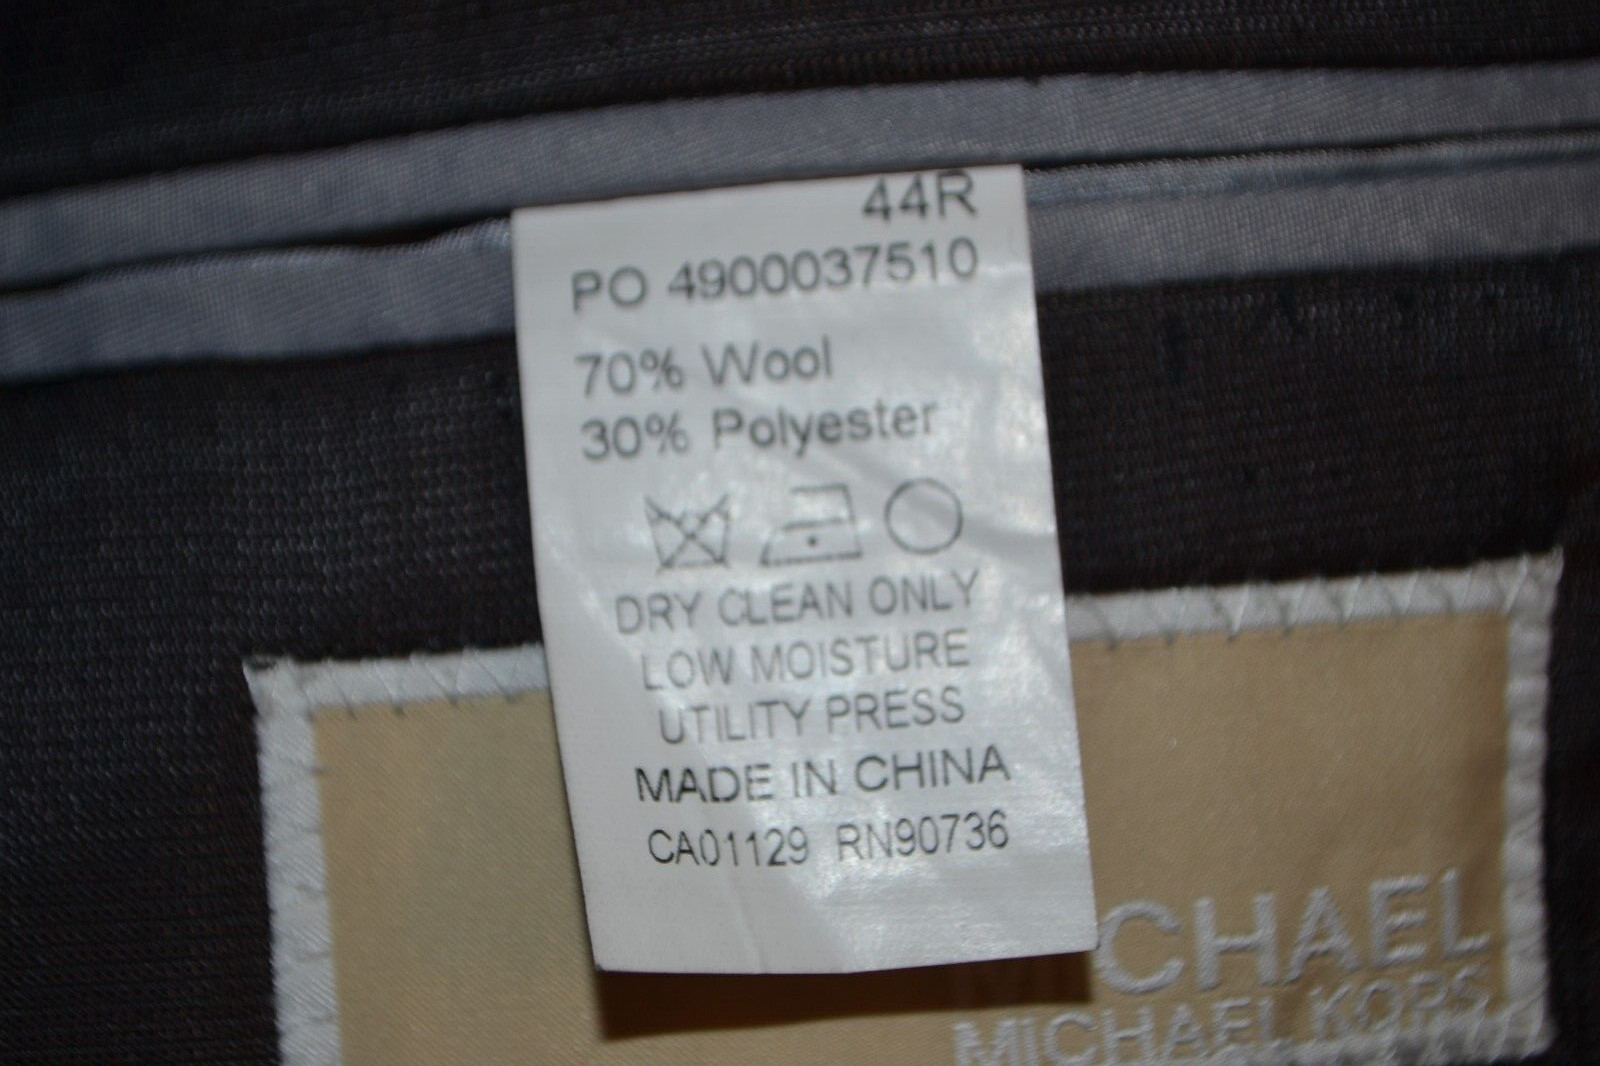 44R
PO 4900037510
70% Wool
30% Polyester
DRY CLEAN ONLY
LOW MOISTURE
UTILITY PRESS
MADE IN CHINA
CA01129 RN90736
MICHAEL
MICHAEL KORS